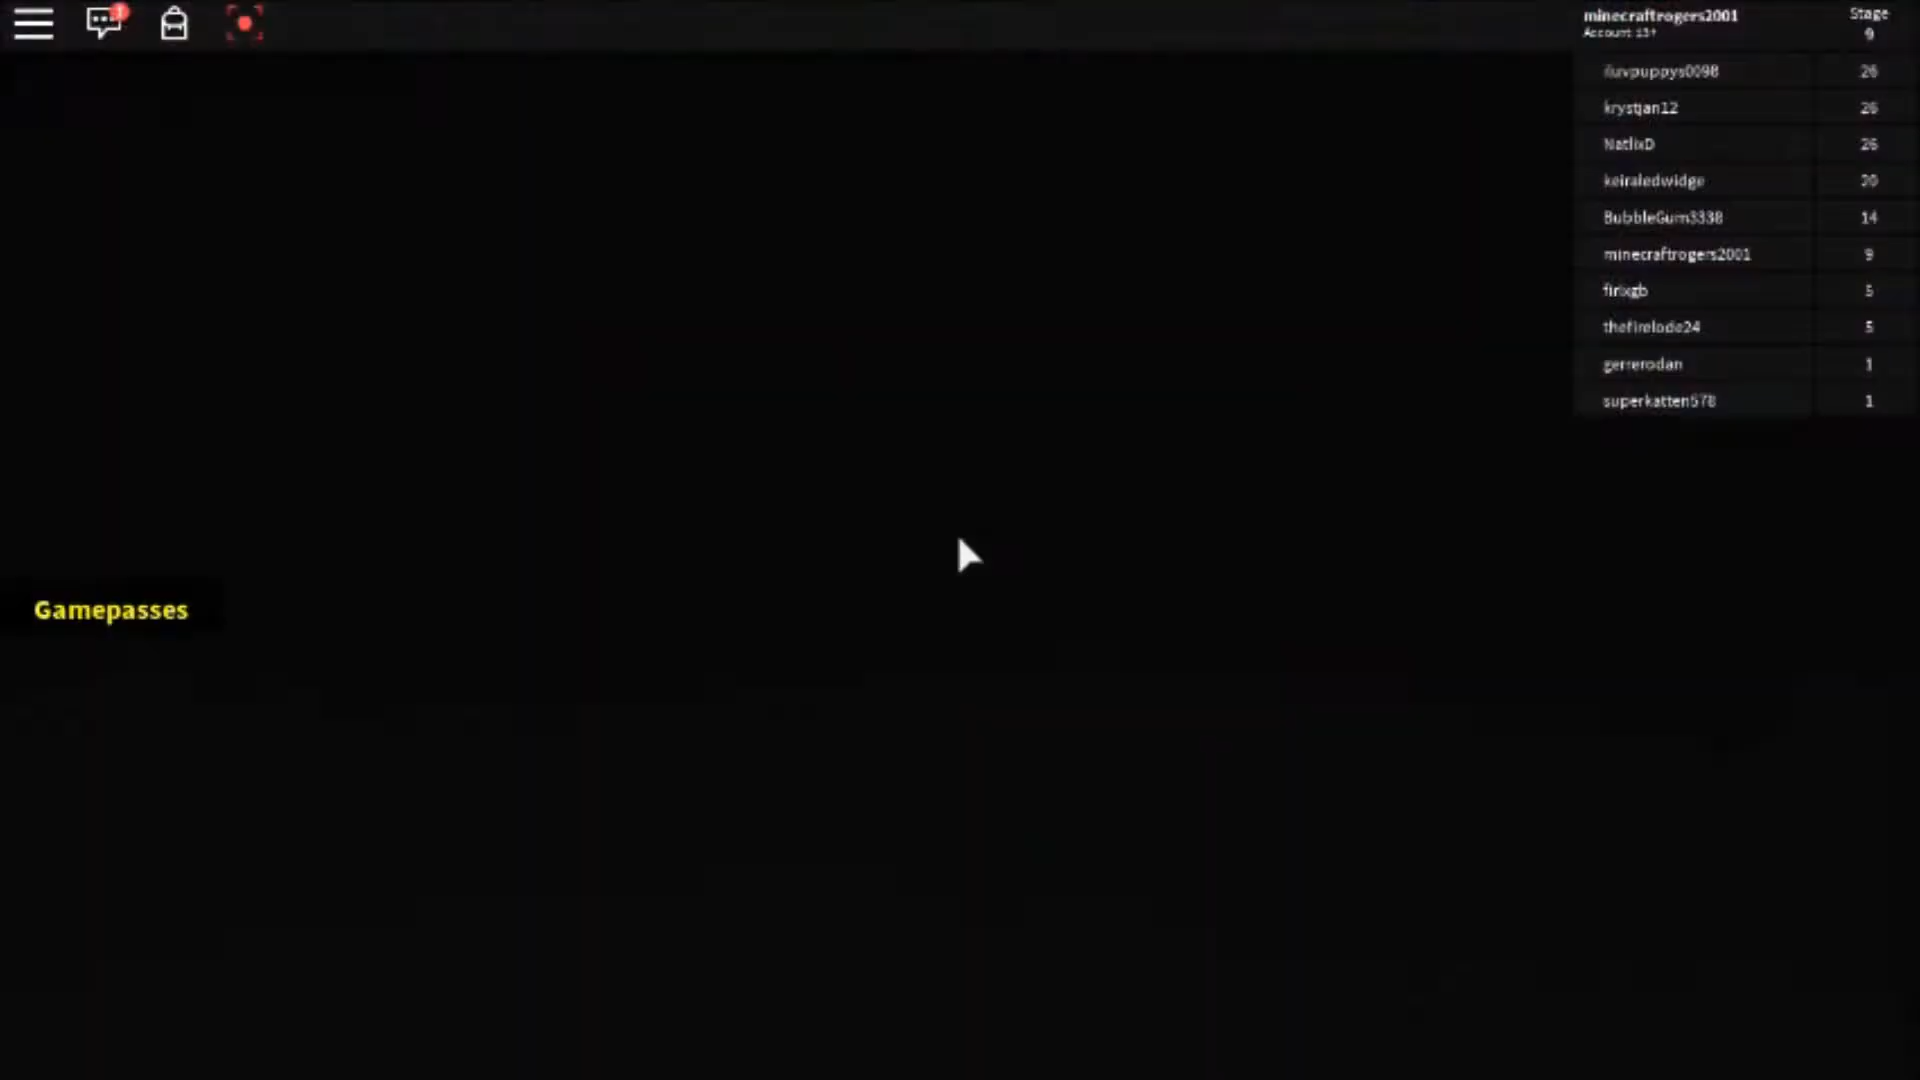 1
minecraftrogers2001
Account: 13+
Stage
9
iluvpuppys0098 26
krystjan12 26
NatlixD 26
keiraledwidge 20
BubbleGum3338 14
minecraftrogers2001 9
firixgb 5
thefirelode24 5
gerrerodan 1
superkatten578 1
Gamepasses